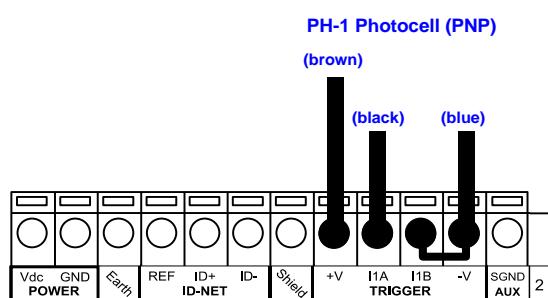 PH-1 Photocell (PNP)
(brown)
(black) (blue)
Vdc GND Earth REF ID+ ID- Shield +V I1A I1B -V SGND
POWER ID-NET TRIGGER AUX 2